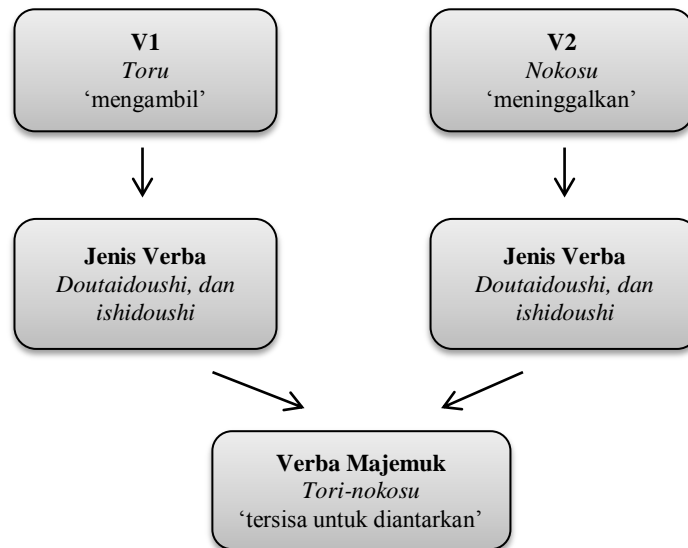 V1
Toru
‘mengambil’
V2
Nokosu
‘meninggalkan’
Jenis Verba
Doutaidoushi, dan
ishidoushi
Jenis Verba
Doutaidoushi, dan
ishidoushi
Verba Majemuk
Tori-nokosu
‘tersisa untuk diantarkan’